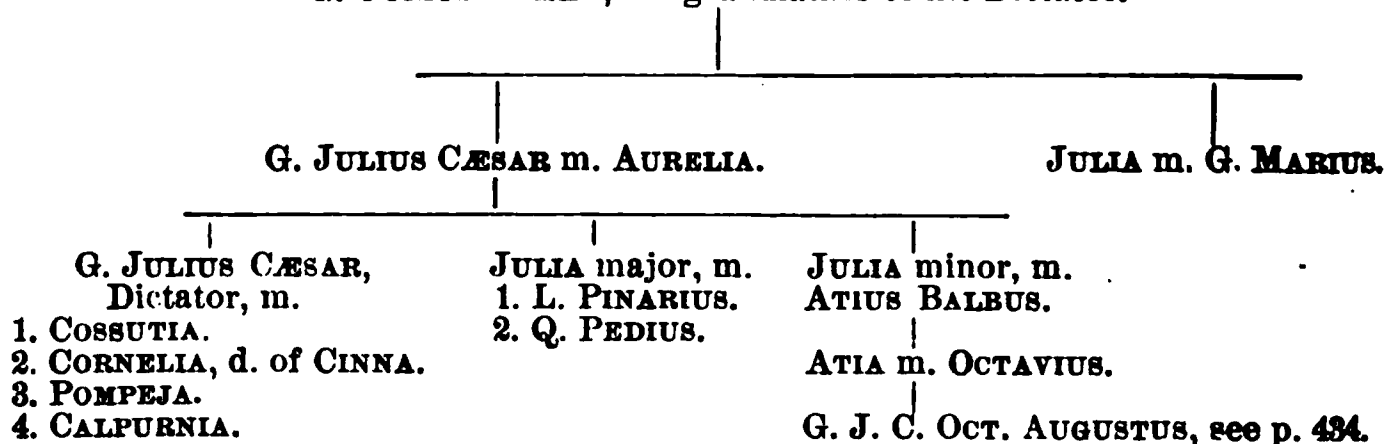 G. JULIUS CÆSAR m. AURELIA. JULIA m. G. MARIUS.
G. JULIUS CÆSAR,
Dictator, m.
1. COSSUTIA.
2. CORNELIA, d. of CINNA.
3. POMPEJA.
4. CALPURNIA.
JULIA major, m.
1. L. PINARIUS.
2. Q. PEDIUS.
JULIA minor, m.
ATIUS BALBUS.
ATIA m. OCTAVIUS.
G. J. C. OCT. AUGUSTUS, see p. 434.